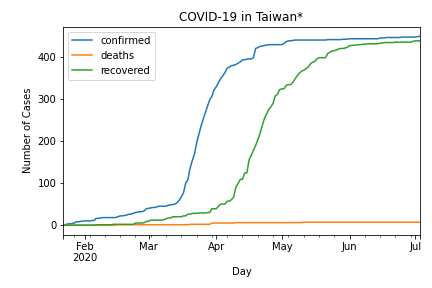 COVID-19 in Taiwan*
confirmed
deaths
recovered
Number of Cases
400
300
200
100
0
Feb
2020
Mar
Apr
May
Jun
Jul
Day